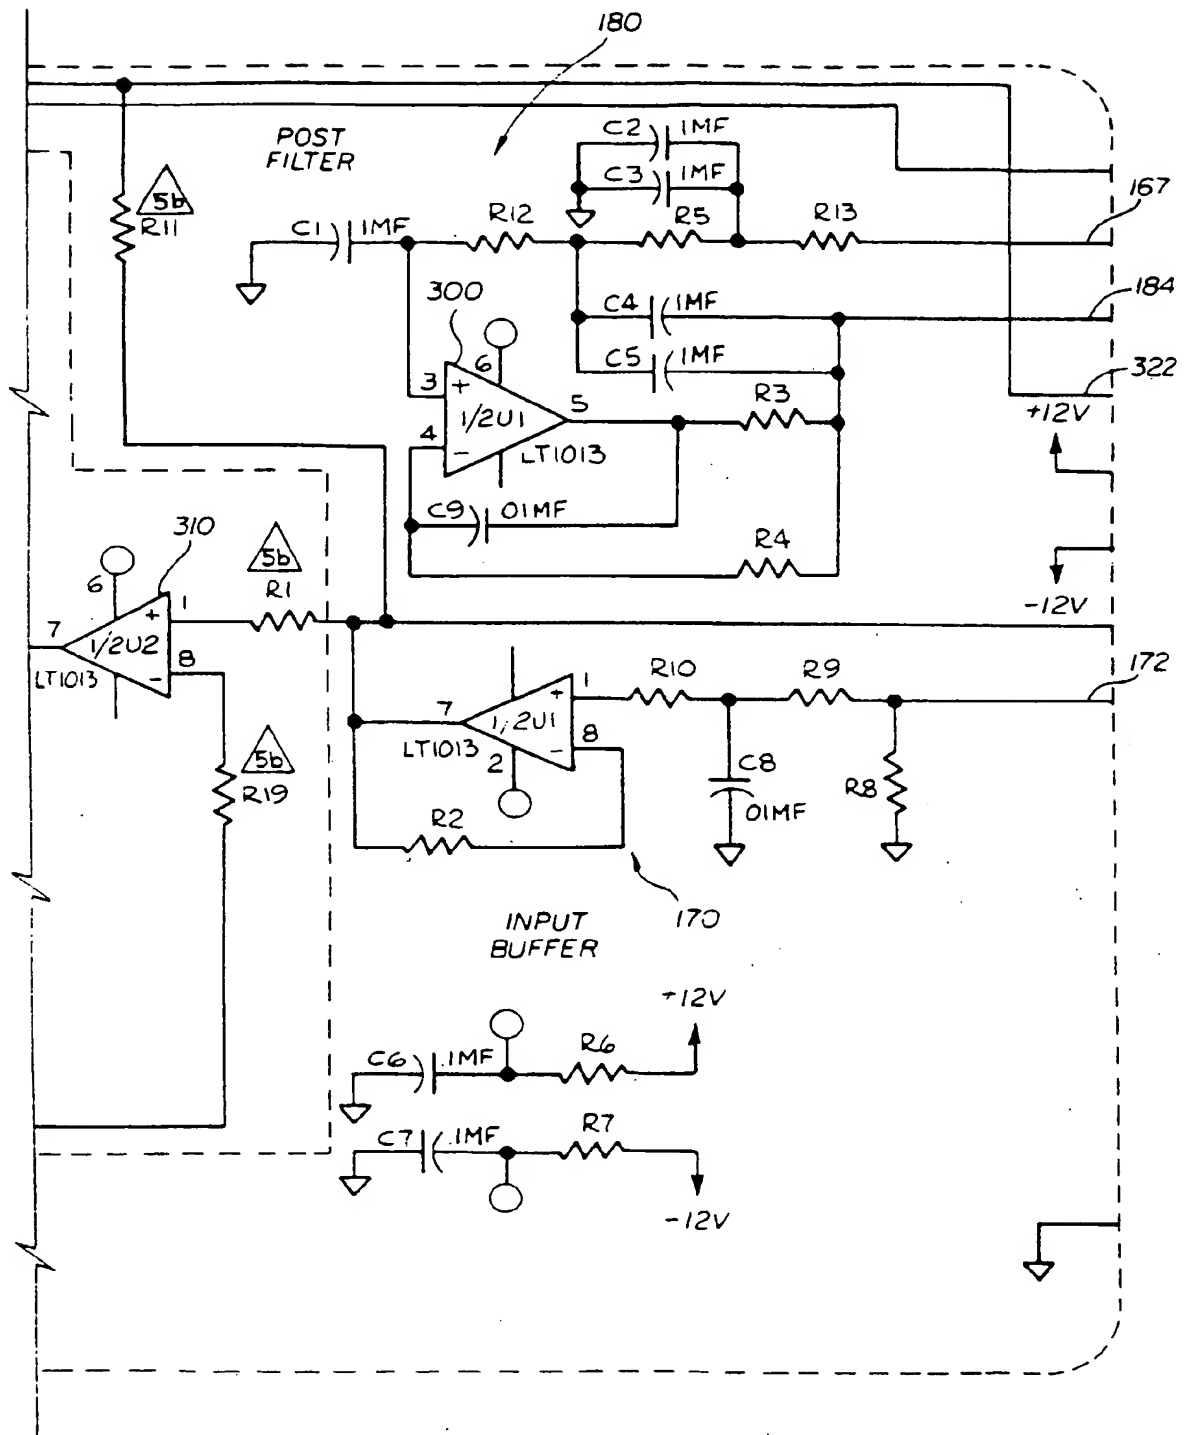 180
POST
FILTER
C2 .1MF
C3 .1MF
5b
R11
C1 .1MF
R12
R5
R13
167
300
C4 .1MF
184
C5 .1MF
322
6
3
+
1/2U1
5
R3
+12V
4
-
LT1013
C9 .01MF
310
5b
R4
6
R1
-12V
1
+
7
1/2U2
8
-
LT1013
R10
R9
172
1
+
7
1/2U1
8
-
LT1013
2
5b
R19
C8
.01MF
R8
R2
170
INPUT
BUFFER
+12V
C6 .1MF
R6
C7 .1MF
R7
-12V